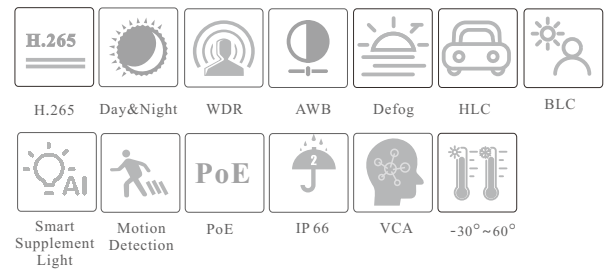 H.265
H.265
Day&Night
WDR
AWB
Defog
HLC
BLC
AI
Smart
Supplement
Light
Motion
Detection
PoE
PoE
2
IP 66
VCA
-30°~60°